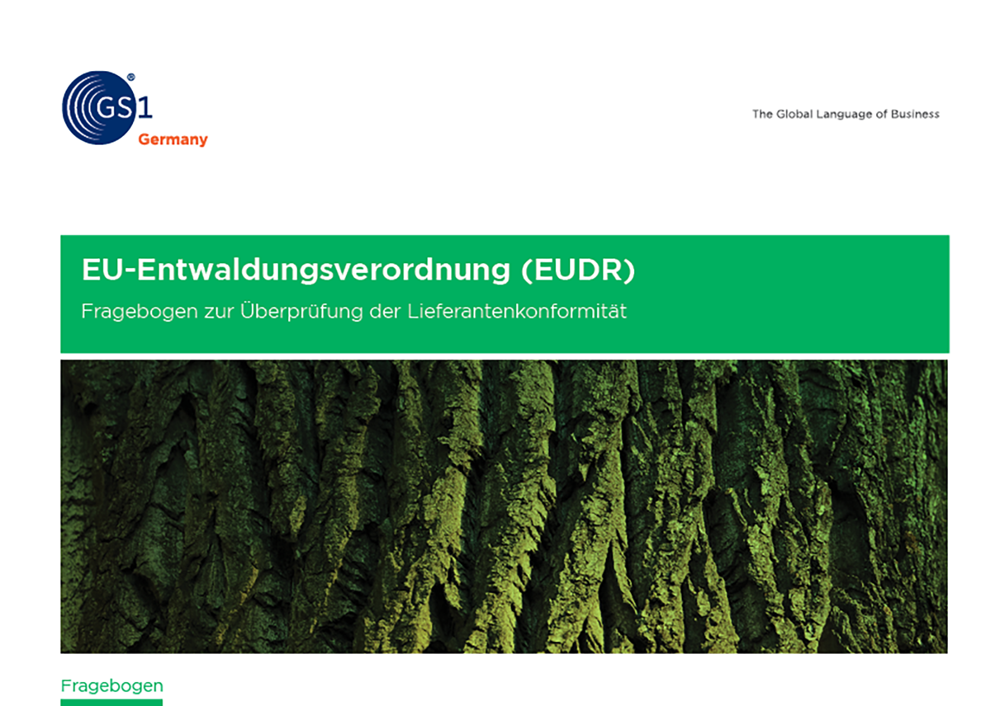 GS1
®
Germany
The Global Language of Business
EU-Entwaldungsverordnung (EUDR)
Fragebogen zur Überprüfung der Lieferantenkonformität
Fragebogen